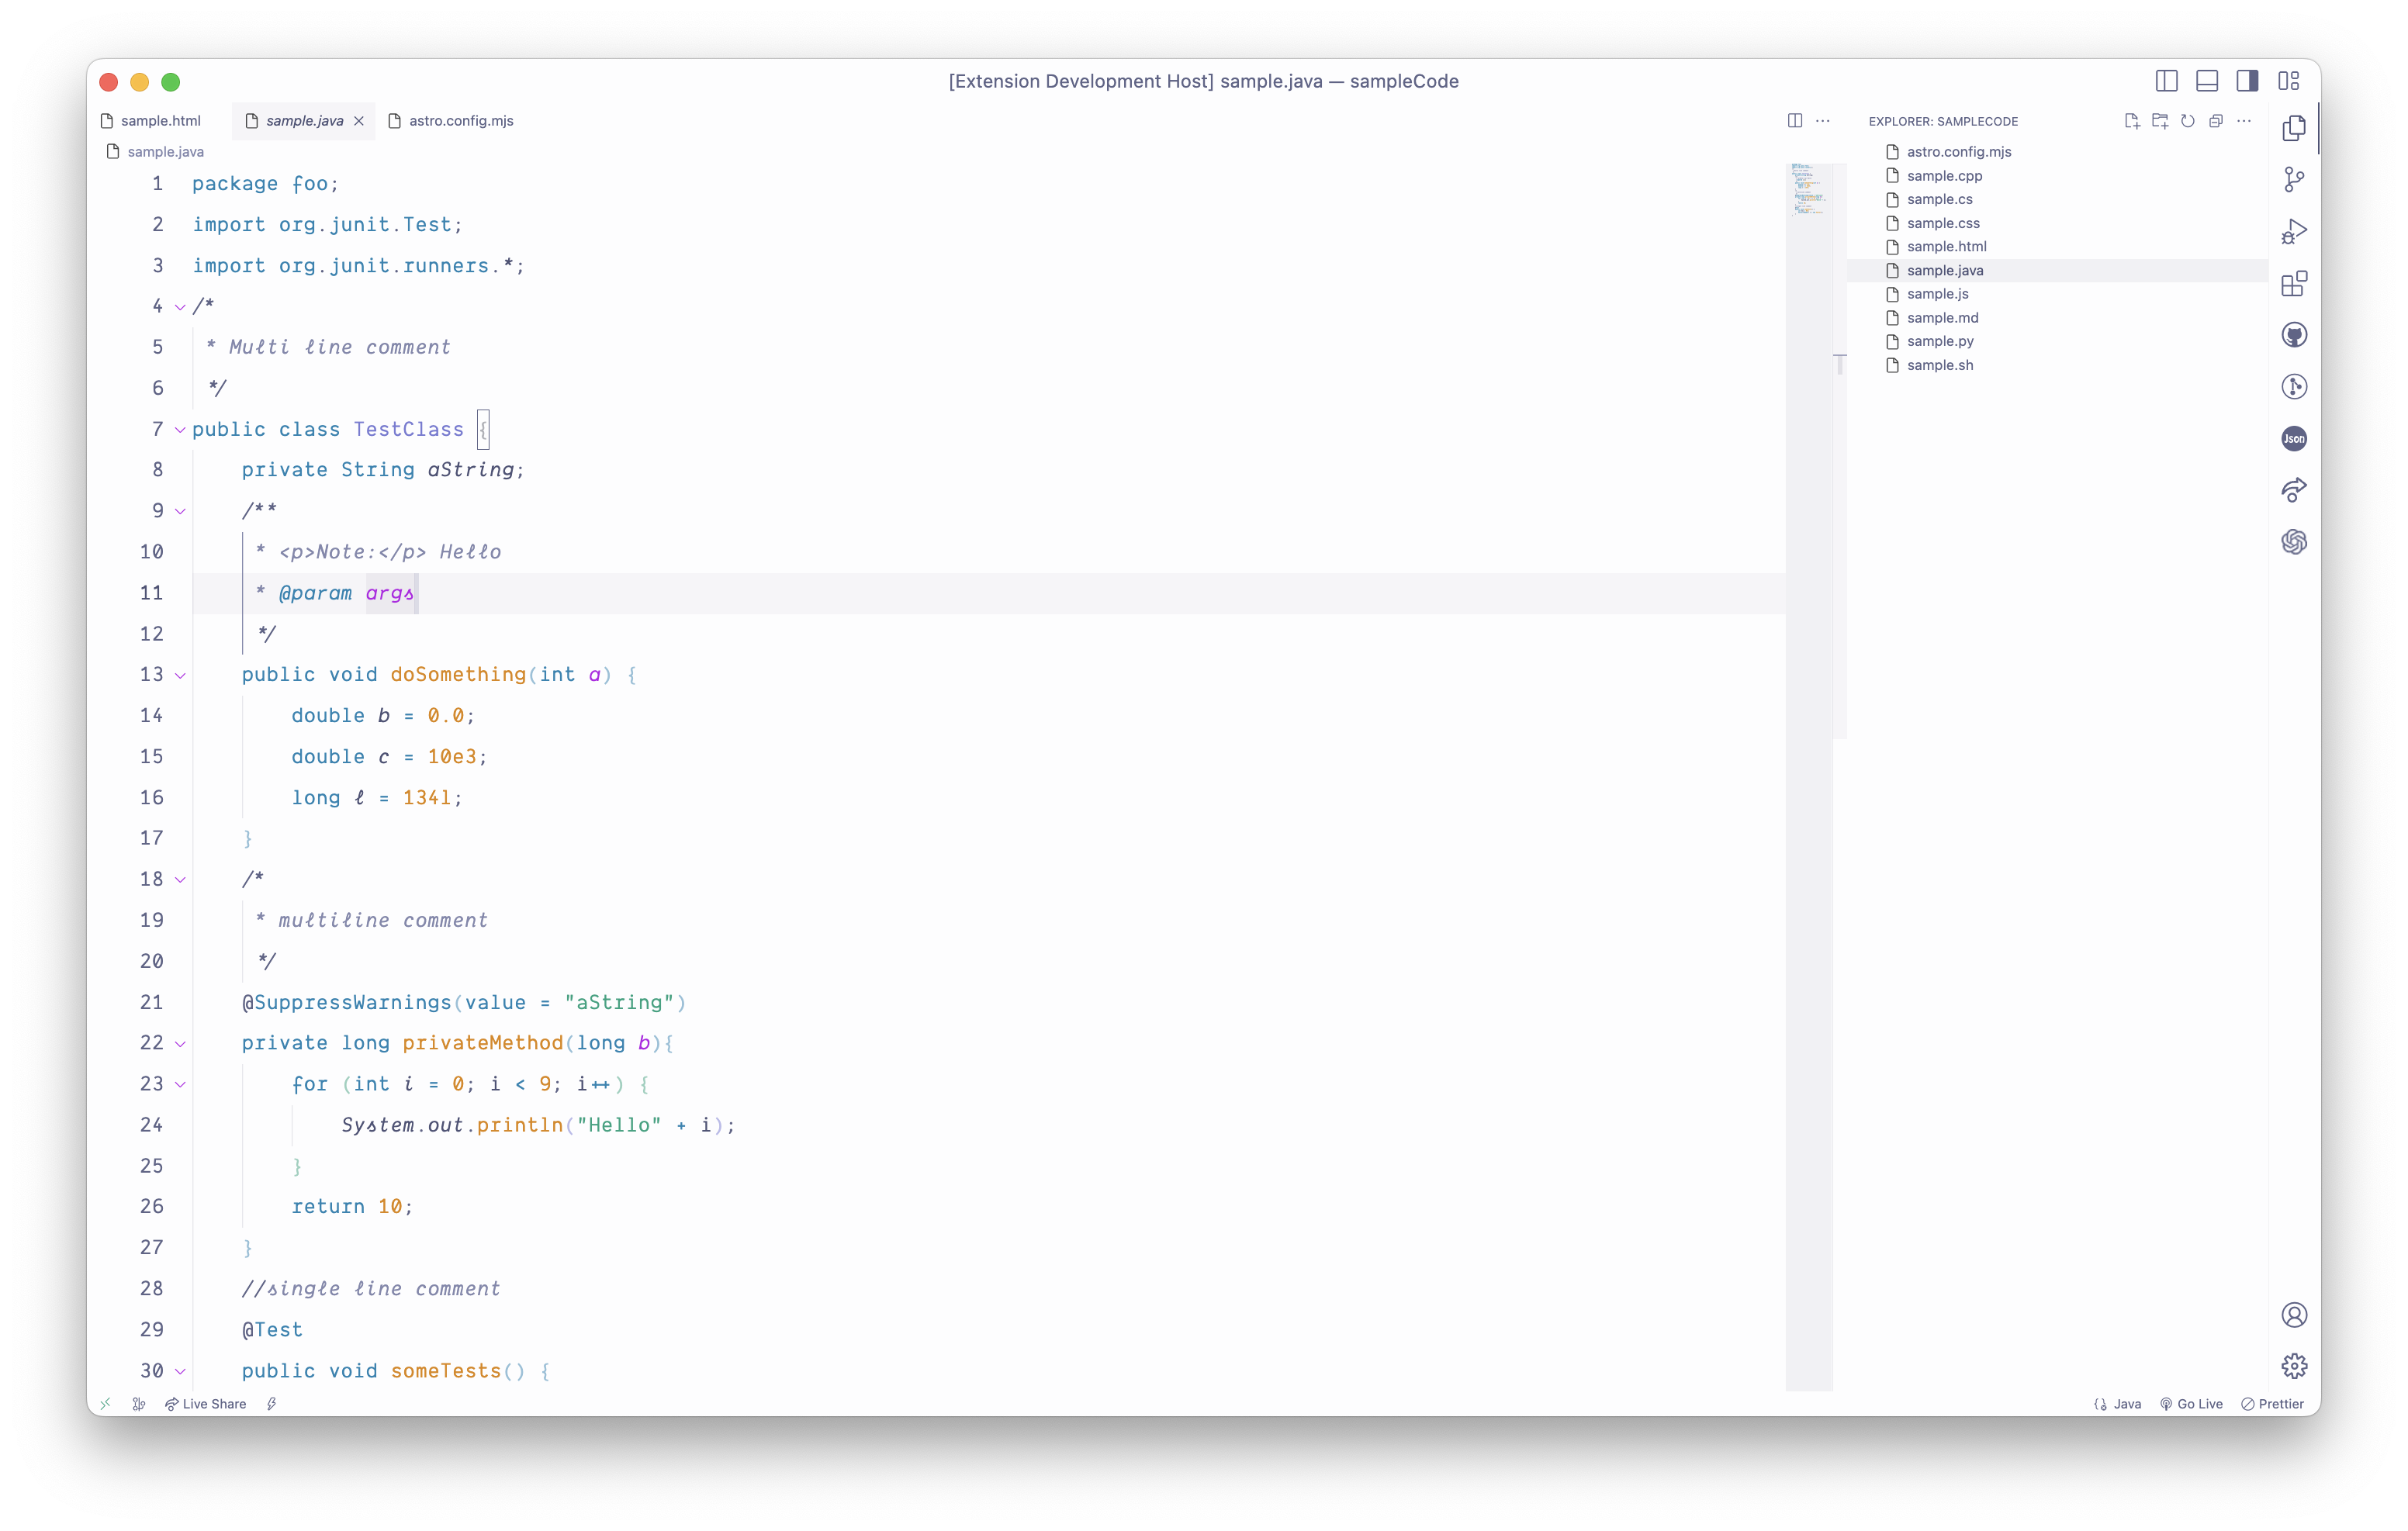 [Extension Development Host] sample.java — sampleCode
sample.html
sample.java
astro.config.mjs
sample.java
1 package foo;
2 import org.junit.Test;
3 import org.junit.runners.*;
4 /*
5  * Multi line comment
6  */
7 public class TestClass {
8     private String aString;
9     /**
10      * <p>Note:</p> Hello
11      * @param args
12      */
13     public void doSomething(int a) {
14         double b = 0.0;
15         double c = 10e3;
16         long l = 134l;
17     }
18     /*
19      * multiline comment
20      */
21     @SuppressWarnings(value = "aString")
22     private long privateMethod(long b){
23         for (int i = 0; i < 9; i++) {
24             System.out.println("Hello" + i);
25         }
26         return 10;
27     }
28     //single line comment
29     @Test
30     public void someTests() {
EXPLORER: SAMPLECODE
astro.config.mjs
sample.cpp
sample.cs
sample.css
sample.html
sample.java
sample.js
sample.md
sample.py
sample.sh
Json
Live Share
Java
Go Live
Prettier